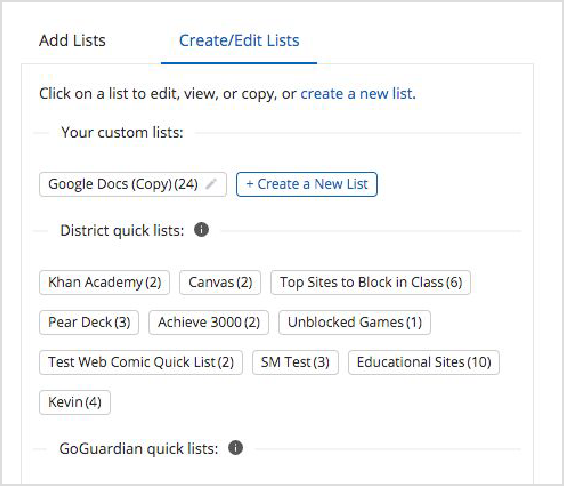 Add Lists Create/Edit Lists
Click on a list to edit, view, or copy, or create a new list.
Your custom lists:
Google Docs (Copy) (24) + Create a New List
District quick lists:
Khan Academy (2) Canvas (2) Top Sites to Block in Class (6)
Pear Deck (3) Achieve 3000 (2) Unblocked Games (1)
Test Web Comic Quick List (2) SM Test (3) Educational Sites (10)
Kevin (4)
GoGuardian quick lists: